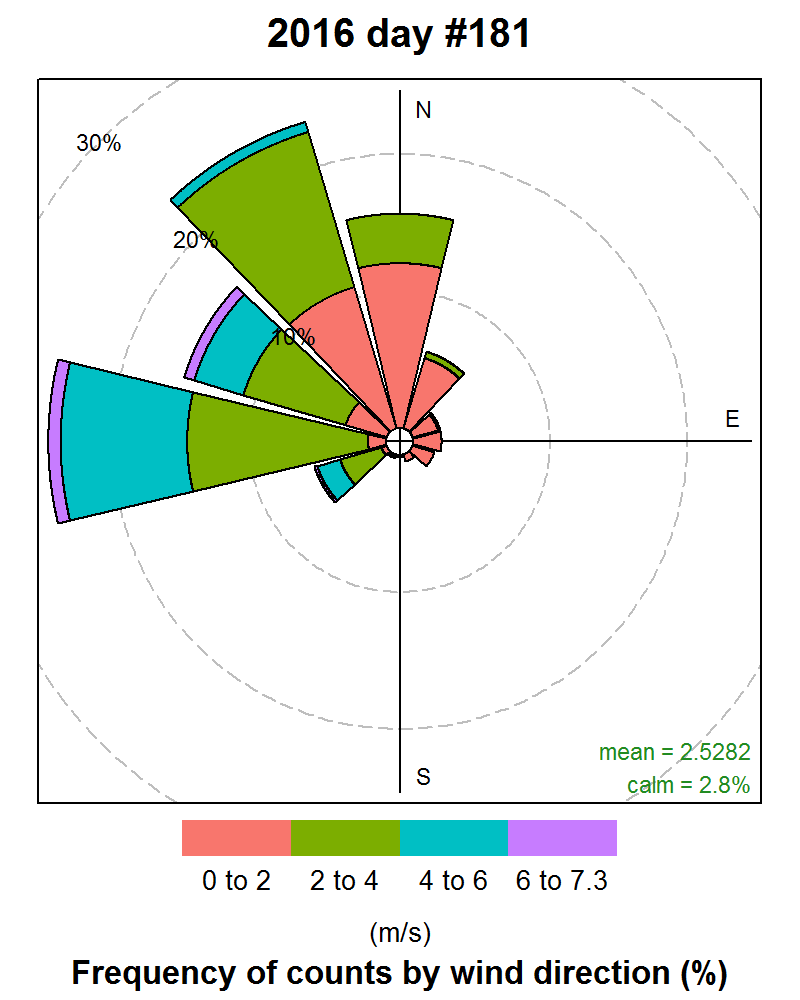 2016 day #181
N
30%
20%
10%
E
mean = 2.5282
S
calm = 2.8%
0 to 2 2 to 4 4 to 6 6 to 7.3
(m/s)
Frequency of counts by wind direction (%)